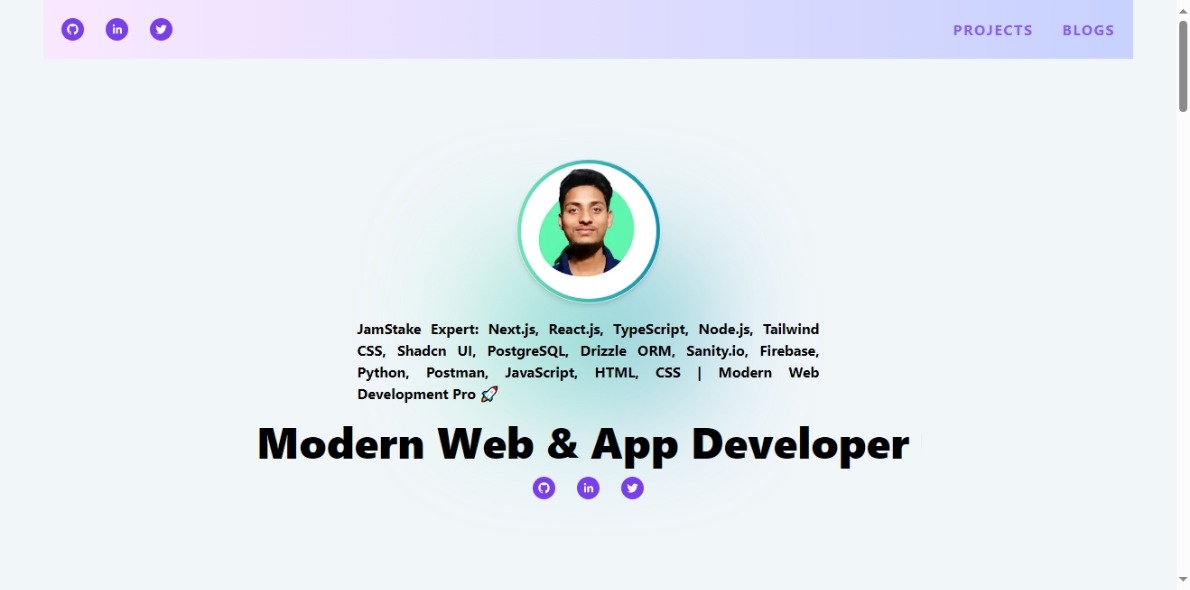 PROJECTS BLOGS
JamStake Expert: Next.js, React.js, TypeScript, Node.js, Tailwind
CSS, Shadcn UI, PostgreSQL, Drizzle ORM, Sanity.io, Firebase,
Python, Postman, JavaScript, HTML, CSS | Modern Web
Development Pro 🚀
Modern Web & App Developer